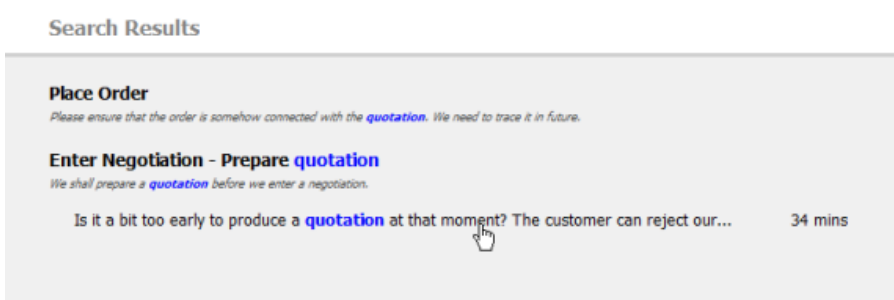 Search Results
Place Order
Please ensure that the order is somehow connected with the quotation. We need to trace it in future.
Enter Negotiation - Prepare quotation
We shall prepare a quotation before we enter a negotiation.
Is it a bit too early to produce a quotation at that moment? The customer can reject our... 34 mins